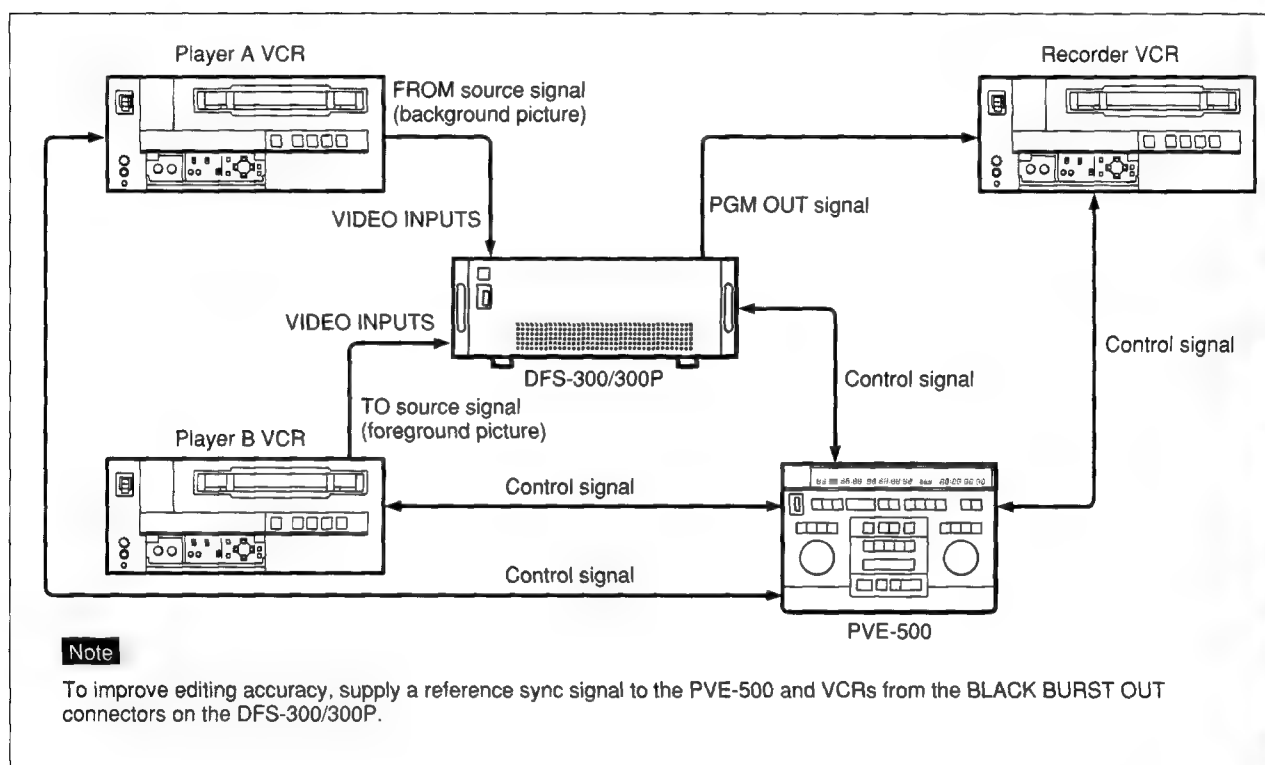 Player A VCR
Recorder VCR
FROM source signal
(background picture)
VIDEO INPUTS
PGM OUT signal
VIDEO INPUTS
DFS-300/300P
Control signal
Control signal
TO source signal
(foreground picture)
Player B VCR
Control signal
Control signal
PVE-500
Note
To improve editing accuracy, supply a reference sync signal to the PVE-500 and VCRs from the BLACK BURST OUT
connectors on the DFS-300/300P.